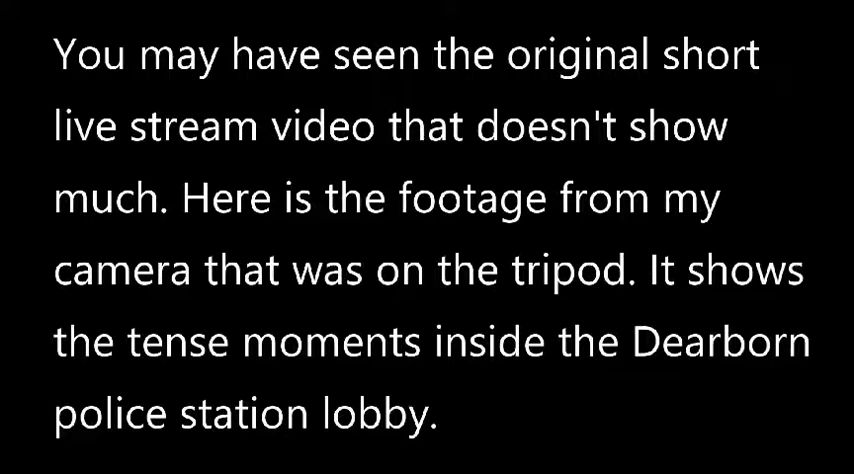 You may have seen the original short
live stream video that doesn't show
much. Here is the footage from my
camera that was on the tripod. It shows
the tense moments inside the Dearborn
police station lobby.